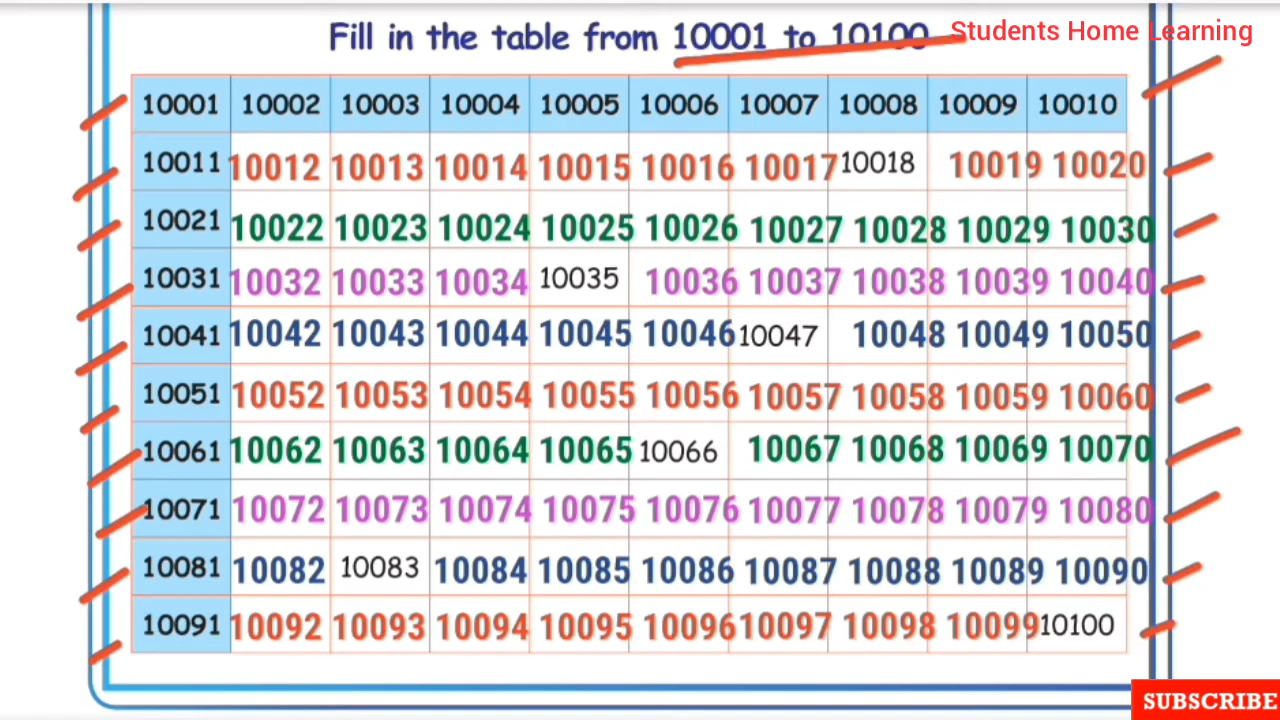 Fill in the table from 10001 to 10100
Students Home Learning
10001 10002 10003 10004 10005 10006 10007 10008 10009 10010
10011 10012 10013 10014 10015 10016 10017 10018 10019 10020
10021 10022 10023 10024 10025 10026 10027 10028 10029 10030
10031 10032 10033 10034 10035 10036 10037 10038 10039 10040
10041 10042 10043 10044 10045 10046 10047 10048 10049 10050
10051 10052 10053 10054 10055 10056 10057 10058 10059 10060
10061 10062 10063 10064 10065 10066 10067 10068 10069 10070
10071 10072 10073 10074 10075 10076 10077 10078 10079 10080
10081 10082 10083 10084 10085 10086 10087 10088 10089 10090
10091 10092 10093 10094 10095 10096 10097 10098 10099 10100
SUBSCRIBE